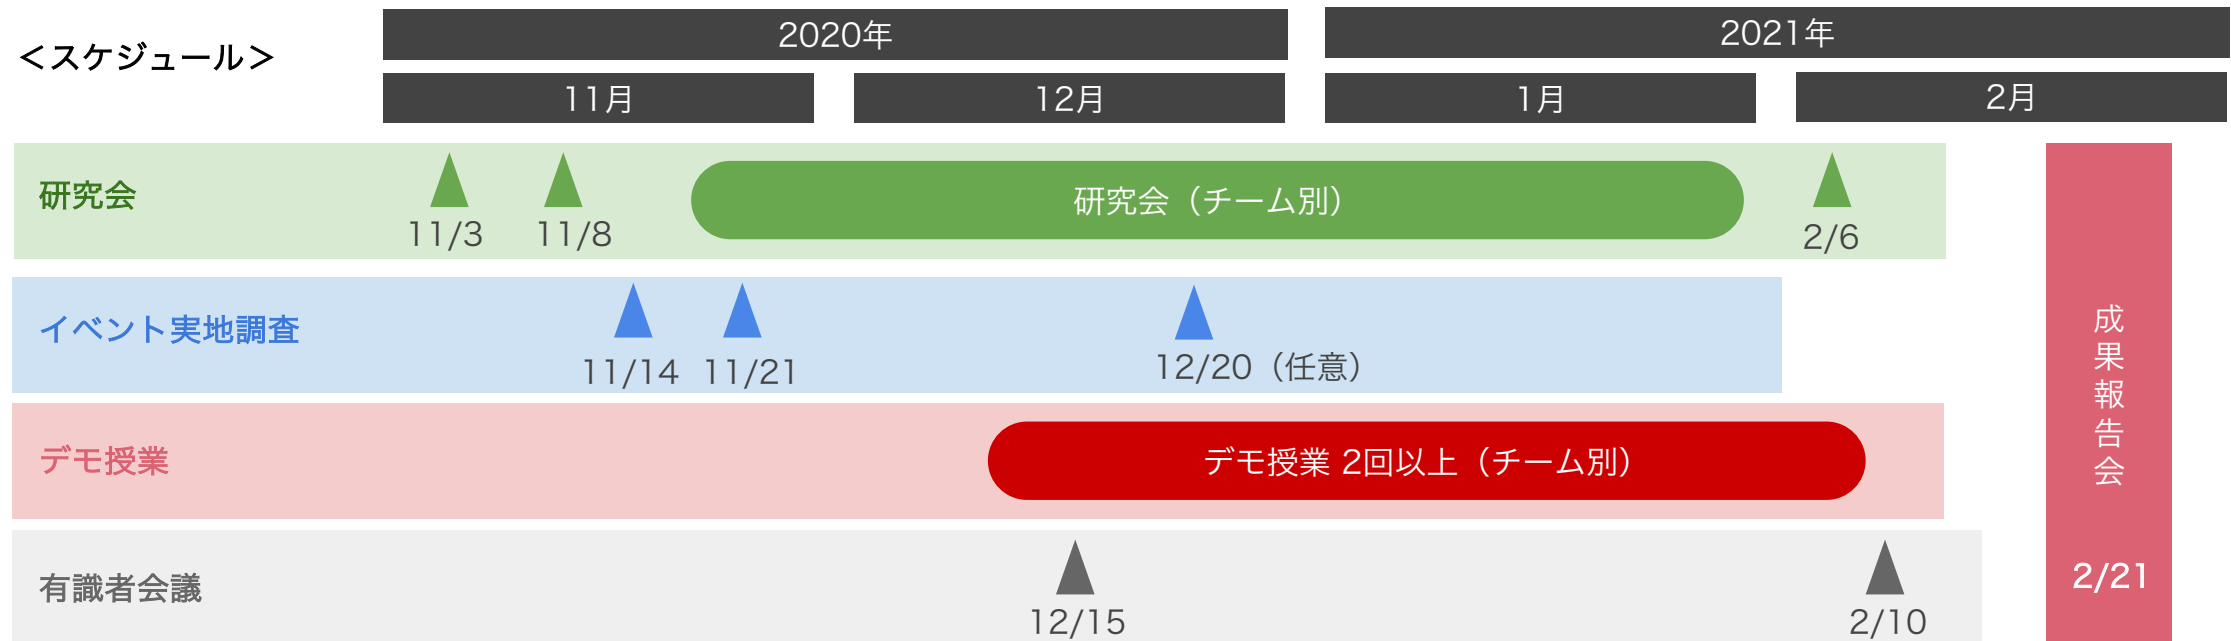 ＜スケジュール＞
2020年
2021年
11月
12月
1月
2月
研究会
11/3
11/8
研究会（チーム別）
2/6
イベント実地調査
11/14
11/21
12/20（任意）
デモ授業
デモ授業 2回以上（チーム別）
有識者会議
12/15
2/10
成果報告会
2/21